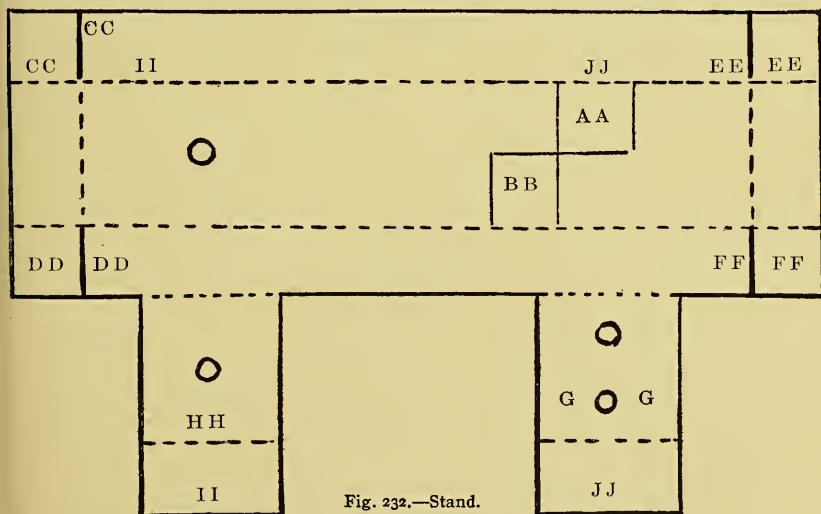 CC
CC II JJ EE EE
AA
BB
DD DD FF FF
G G
HH
II JJ
Fig. 232.—Stand.